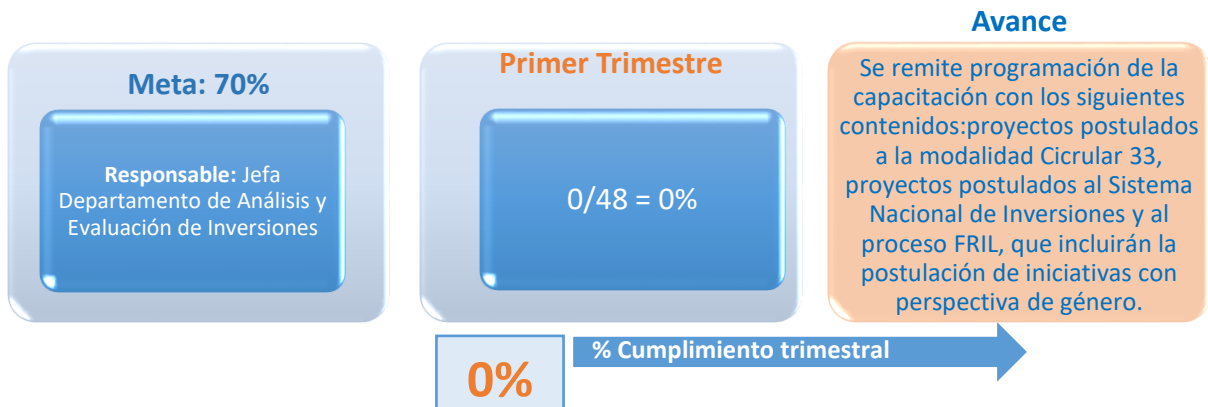 Meta: 70%
Responsable: Jefa
Departamento de Análisis y
Evaluación de Inversiones
Primer Trimestre
0/48 = 0%
Avance
Se remite programación de la
capacitación con los siguientes
contenidos:proyectos postulados
a la modalidad Cicrular 33,
proyectos postulados al Sistema
Nacional de Inversiones y al
proceso FRIL, que incluirán la
postulación de iniciativas con
perspectiva de género.
% Cumplimiento trimestral
0%